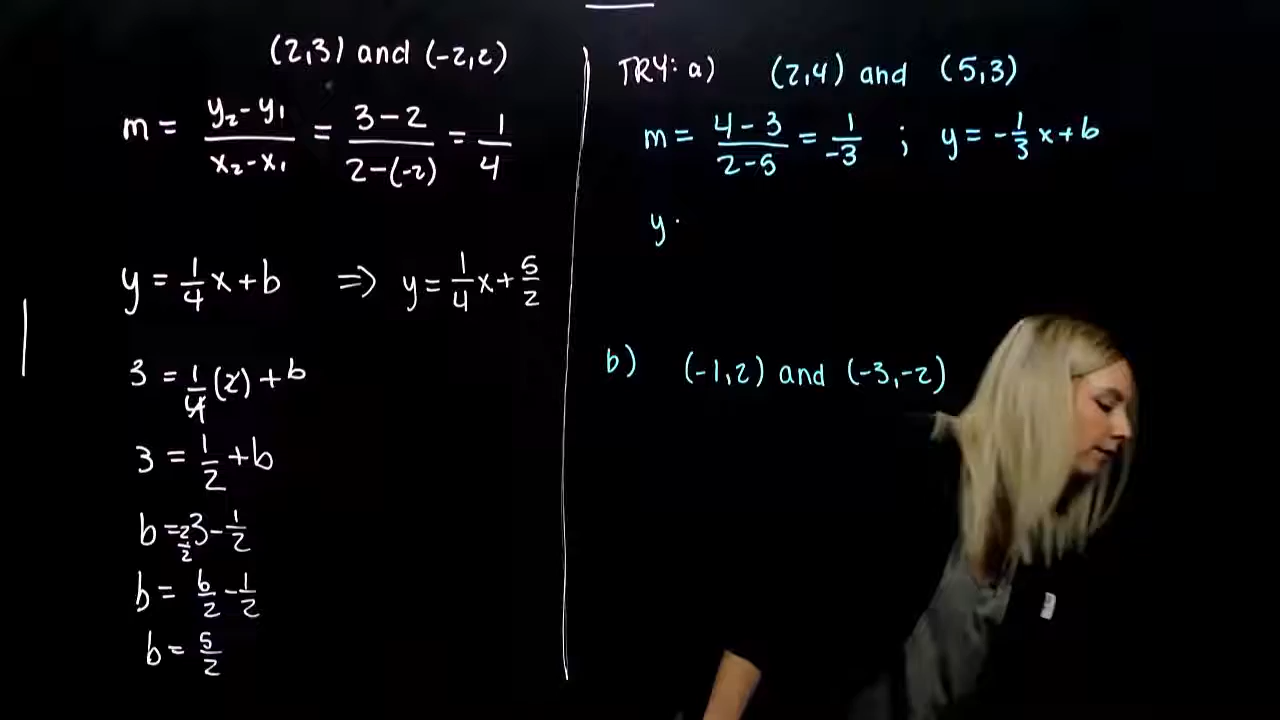 (2,3) and (-2,2)
m = y₂-y₁/x₂-x₁ = 3-2/2-(-2) = 1/4
y = 1/4 x + b ⇒ y = 1/4 x + 5/2
3 = 1/4 (2) + b
3 = 1/2 + b
b = 2/2 3 - 1/2
b = 6/2 - 1/2
b = 5/2
TRY: a) (2,4) and (5,3)
m = 4-3/2-5 = 1/-3 ; y = -1/3 x + b
y
b) (-1,2) and (-3,-2)